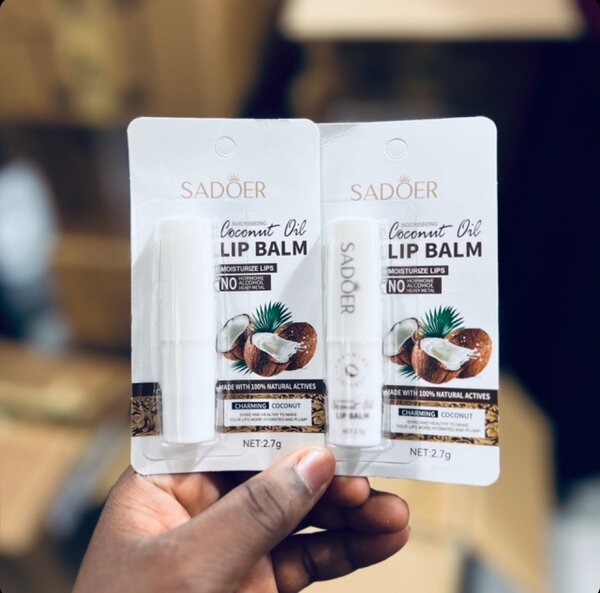 SADOER
NOURISHING
Coconut Oil
LIP BALM
MOISTURIZE LIPS
NO HORMONE
ALCOHOL
HEAVY METAL
MADE WITH 100% NATURAL ACTIVES
CHARMING COCONUT
SHINE AND HEALTHY TO MAKE
YOUR LIPS MORE HYDRATED AND PLUMP
NET:2.7g
SADOER
NOURISHING
Coconut Oil
LIP BALM
MOISTURIZE LIPS
NO HORMONE
ALCOHOL
HEAVY METAL
MADE WITH 100% NATURAL ACTIVES
CHARMING COCONUT
SHINE AND HEALTHY TO MAKE
YOUR LIPS MORE HYDRATED AND PLUMP
NET:2.7g
SADOER
Coconut Oil
LIP BALM